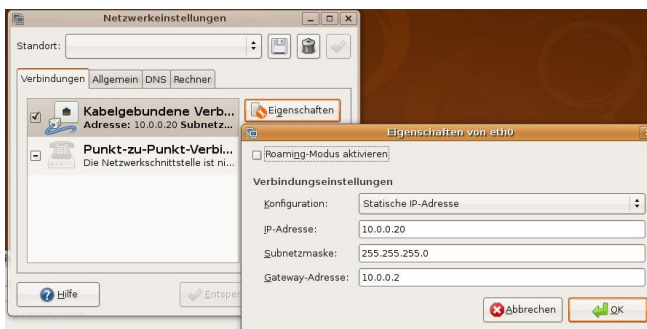 Netzwerkeinstellungen
Standort:
Verbindungen Allgemein DNS Rechner
Kabelgebundene Verb...
Adresse: 10.0.0.20 Subnetz...
Eigenschaften
Punkt-zu-Punkt-Verbi...
Die Netzwerkschnittstelle ist ni...
Hilfe
Entsper
Eigenschaften von eth0
Roaming-Modus aktivieren
Verbindungseinstellungen
Konfiguration: Statische IP-Adresse
IP-Adresse: 10.0.0.20
Subnetzmaske: 255.255.255.0
Gateway-Adresse: 10.0.0.2
Abbrechen OK